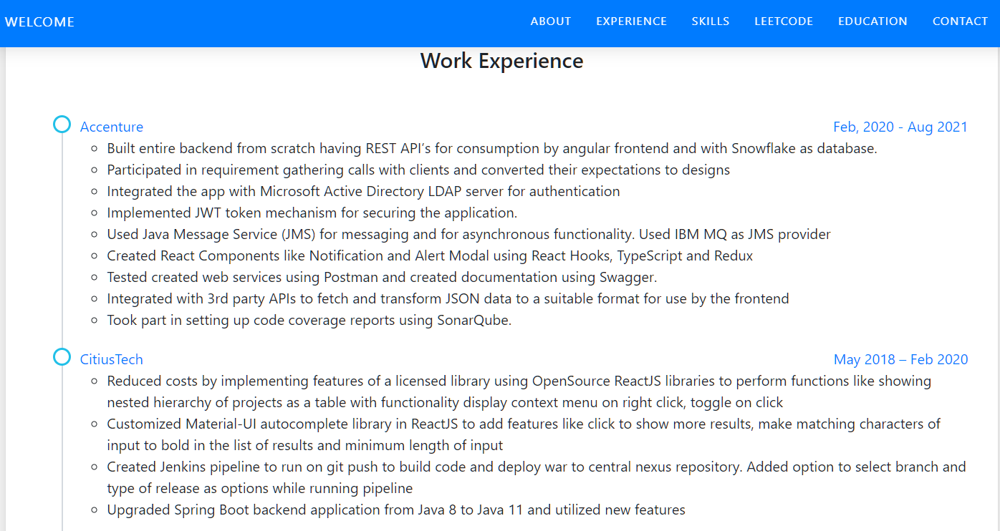 WELCOME
ABOUT EXPERIENCE SKILLS LEETCODE EDUCATION CONTACT
Work Experience
Accenture Feb, 2020 - Aug 2021
Built entire backend from scratch having REST API’s for consumption by angular frontend and with Snowflake as database.
Participated in requirement gathering calls with clients and converted their expectations to designs
Integrated the app with Microsoft Active Directory LDAP server for authentication
Implemented JWT token mechanism for securing the application.
Used Java Message Service (JMS) for messaging and for asynchronous functionality. Used IBM MQ as JMS provider
Created React Components like Notification and Alert Modal using React Hooks, TypeScript and Redux
Tested created web services using Postman and created documentation using Swagger.
Integrated with 3rd party APIs to fetch and transform JSON data to a suitable format for use by the frontend
Took part in setting up code coverage reports using SonarQube.
CitiusTech May 2018 – Feb 2020
Reduced costs by implementing features of a licensed library using OpenSource ReactJS libraries to perform functions like showing
nested hierarchy of projects as a table with functionality display context menu on right click, toggle on click
Customized Material-UI autocomplete library in ReactJS to add features like click to show more results, make matching characters of
input to bold in the list of results and minimum length of input
Created Jenkins pipeline to run on git push to build code and deploy war to central nexus repository. Added option to select branch and
type of release as options while running pipeline
Upgraded Spring Boot backend application from Java 8 to Java 11 and utilized new features